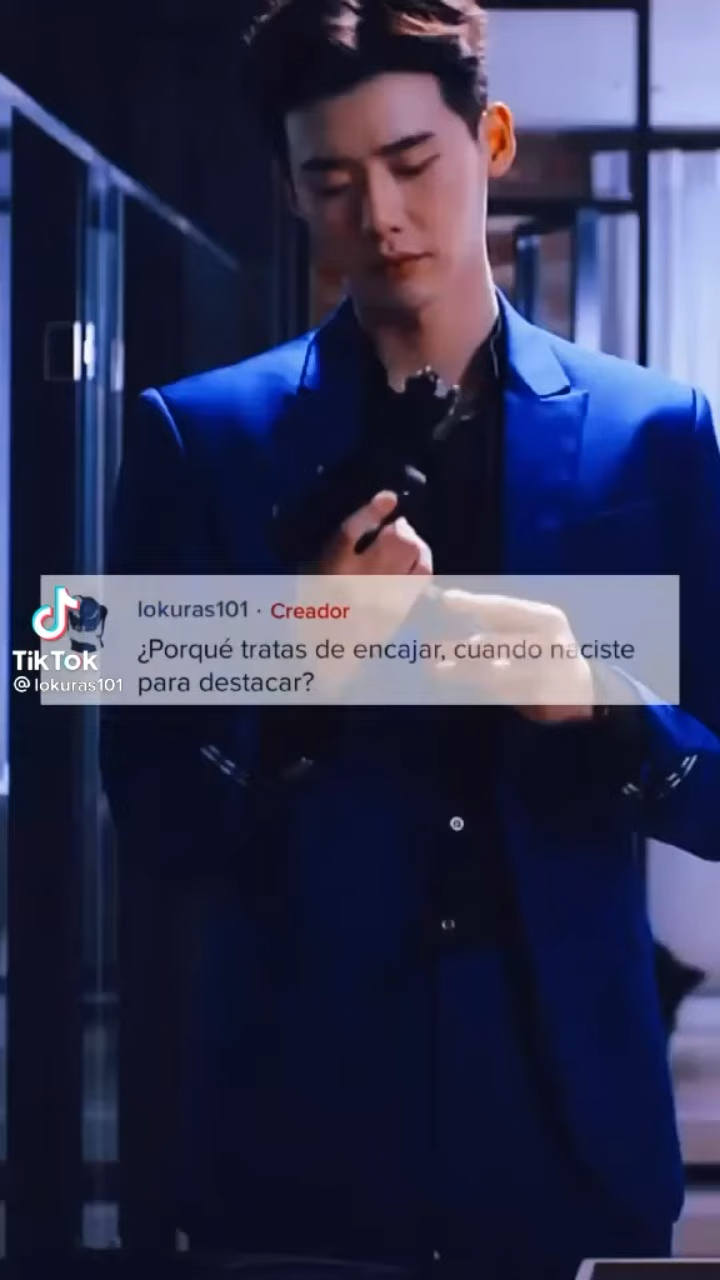 lokuras101 · Creador
¿Porqué tratas de encajar, cuando naciste
para destacar?
TikTok
@lokuras101